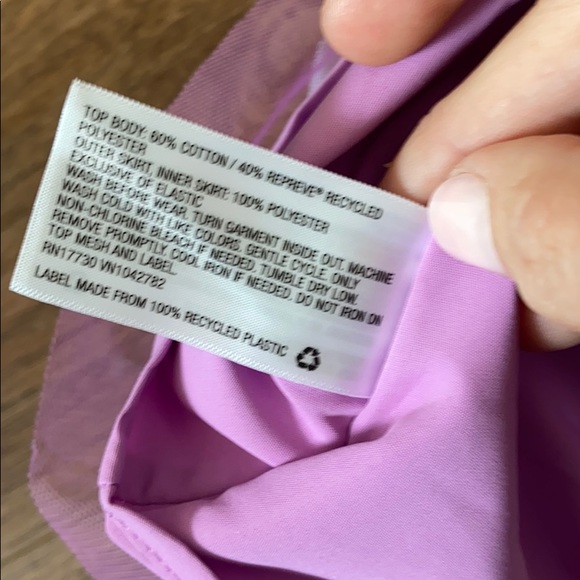 TOP BODY: 60% COTTON / 40% REPREVE® RECYCLED
POLYESTER
OUTER SKIRT, INNER SKIRT: 100% POLYESTER
EXCLUSIVE OF ELASTIC
WASH BEFORE WEAR. TURN GARMENT INSIDE OUT. MACHINE
WASH COLD WITH LIKE COLORS. GENTLE CYCLE. ONLY
NON-CHLORINE BLEACH IF NEEDED. TUMBLE DRY LOW.
REMOVE PROMPTLY. COOL IRON IF NEEDED. DO NOT IRON ON
TOP MESH AND LABEL.
RN17730 VN1042782
LABEL MADE FROM 100% RECYCLED PLASTIC